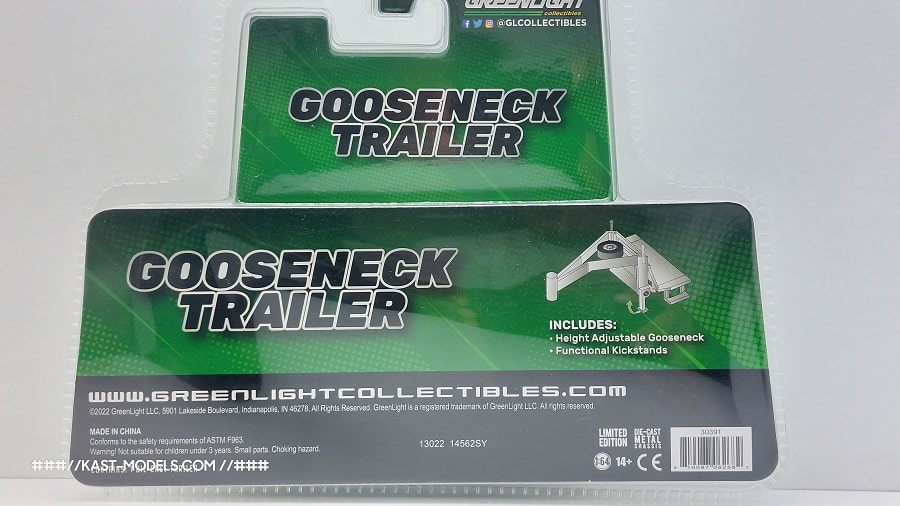 GREENLIGHT
collectibles
@GLCOLLECTIBLES
GOOSENECK
TRAILER
GOOSENECK
TRAILER
INCLUDES:
• Height Adjustable Gooseneck
• Functional Kickstands
www.GREENLIGHTCOLLECTIBLES.com
©2022 GreenLight LLC, 5901 Lakeside Boulevard, Indianapolis, IN 46278, All Rights Reserved. GreenLight is a registered trademark of GreenLight LLC. All rights reserved.
MADE IN CHINA
Conforms to the safety requirements of ASTM F963.
Warning! Not suitable for children under 3 years. Small parts. Choking hazard.
13022 14562SY
LIMITED
EDITION
DIE-CAST
METAL
CHASSIS
1:64 14+ CE
30391
###//KAST-MODELS.COM //####